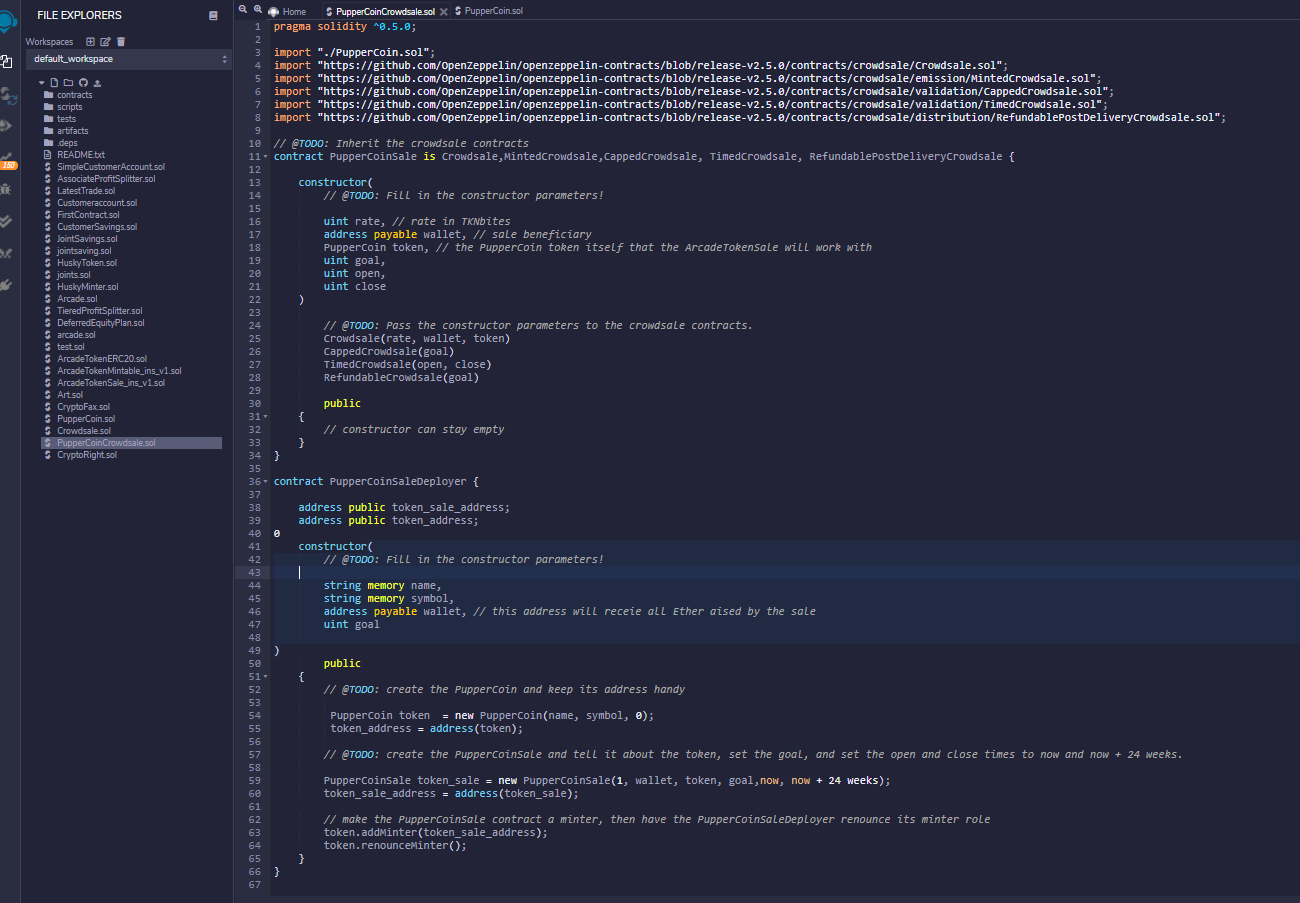 FILE EXPLORERS
Workspaces
default_workspace
contracts
scripts
tests
artifacts
.deps
README.txt
SimpleCustomerAccount.sol
AssociateProfitSplitter.sol
LatestTrade.sol
Customeraccount.sol
FirstContract.sol
CustomerSavings.sol
JointSavings.sol
jointsaving.sol
HuskyToken.sol
joints.sol
HuskyMinter.sol
Arcade.sol
TieredProfitSplitter.sol
DeferredEquityPlan.sol
arcade.sol
test.sol
ArcadeTokenERC20.sol
ArcadeTokenMintable_ins_v1.sol
ArcadeTokenSale_ins_v1.sol
Art.sol
CryptoFax.sol
PupperCoin.sol
Crowdsale.sol
PupperCoinCrowdsale.sol
CryptoRight.sol
Home PupperCoinCrowdsale.sol PupperCoin.sol
1 pragma solidity ^0.5.0;
2
3 import "./PupperCoin.sol";
4 import "https://github.com/OpenZeppelin/openzeppelin-contracts/blob/release-v2.5.0/contracts/crowdsale/Crowdsale.sol";
5 import "https://github.com/OpenZeppelin/openzeppelin-contracts/blob/release-v2.5.0/contracts/crowdsale/emission/MintedCrowdsale.sol";
6 import "https://github.com/OpenZeppelin/openzeppelin-contracts/blob/release-v2.5.0/contracts/crowdsale/validation/CappedCrowdsale.sol";
7 import "https://github.com/OpenZeppelin/openzeppelin-contracts/blob/release-v2.5.0/contracts/crowdsale/validation/TimedCrowdsale.sol";
8 import "https://github.com/OpenZeppelin/openzeppelin-contracts/blob/release-v2.5.0/contracts/crowdsale/distribution/RefundablePostDeliveryCrowdsale.sol";
9
10 // @TODO: Inherit the crowdsale contracts
11 contract PupperCoinSale is Crowdsale,MintedCrowdsale,CappedCrowdsale, TimedCrowdsale, RefundablePostDeliveryCrowdsale {
12
13 constructor(
14 // @TODO: Fill in the constructor parameters!
15
16 uint rate, // rate in TKNbites
17 address payable wallet, // sale beneficiary
18 PupperCoin token, // the PupperCoin token itself that the ArcadeTokenSale will work with
19 uint goal,
20 uint open,
21 uint close
22 )
23
24 // @TODO: Pass the constructor parameters to the crowdsale contracts.
25 Crowdsale(rate, wallet, token)
26 CappedCrowdsale(goal)
27 TimedCrowdsale(open, close)
28 RefundableCrowdsale(goal)
29
30 public
31 {
32 // constructor can stay empty
33 }
34 }
35
36 contract PupperCoinSaleDeployer {
37
38 address public token_sale_address;
39 address public token_address;
40 0
41 constructor(
42 // @TODO: Fill in the constructor parameters!
43
44 string memory name,
45 string memory symbol,
46 address payable wallet, // this address will receie all Ether aised by the sale
47 uint goal
48
49 )
50 public
51 {
52 // @TODO: create the PupperCoin and keep its address handy
53
54 PupperCoin token = new PupperCoin(name, symbol, 0);
55 token_address = address(token);
56
57 // @TODO: create the PupperCoinSale and tell it about the token, set the goal, and set the open and close times to now and now + 24 weeks.
58
59 PupperCoinSale token_sale = new PupperCoinSale(1, wallet, token, goal,now, now + 24 weeks);
60 token_sale_address = address(token_sale);
61
62 // make the PupperCoinSale contract a minter, then have the PupperCoinSaleDeployer renounce its minter role
63 token.addMinter(token_sale_address);
64 token.renounceMinter();
65 }
66 }
67